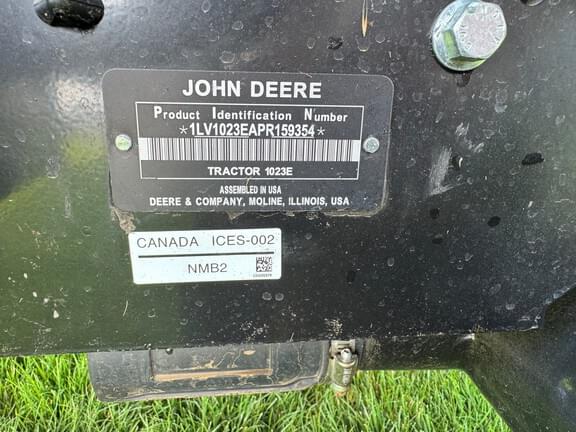 JOHN DEERE
Product Identification Number
*1LV1023EAPR159354*
TRACTOR 1023E
ASSEMBLED IN USA
DEERE & COMPANY, MOLINE, ILLINOIS, USA
CANADA ICES-002
NMB2